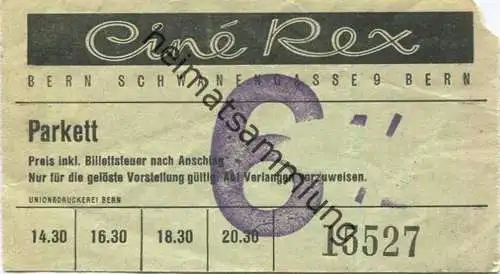 Ciné Rex
BERN SCHWANENGASSE 9 BERN
Parkett
Preis inkl. Billettsteuer nach Anschlag
Nur für die gelöste Vorstellung gültig. Auf Verlangen vorzuweisen.
UNIONSDRUCKEREI BERN
14.30 16.30 18.30 20.30 15527
6
heimatsammlung